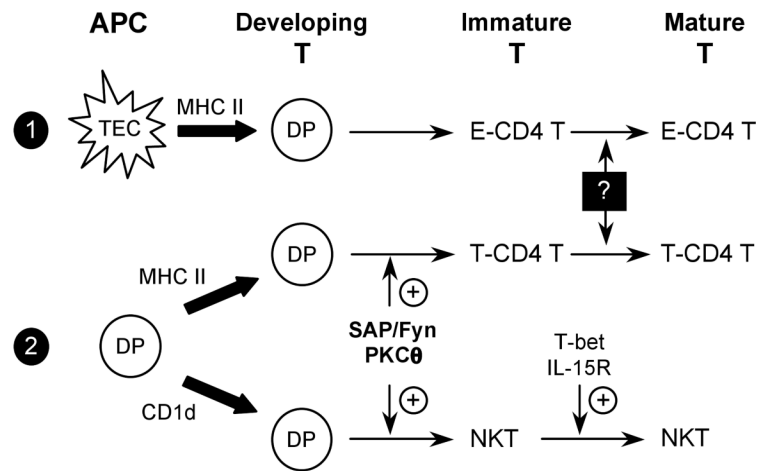 APC Developing T Immature T Mature T
1 TEC MHC II DP E-CD4 T E-CD4 T
?
MHC II DP T-CD4 T T-CD4 T
+
2 DP SAP/Fyn
PKCθ
T-bet
IL-15R
+ +
CD1d DP NKT NKT